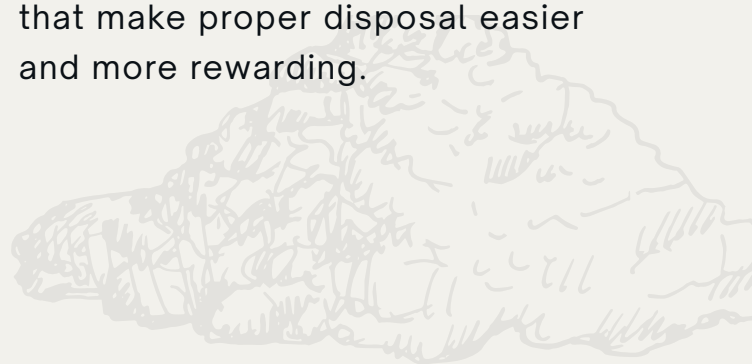 that make proper disposal easier
and more rewarding.